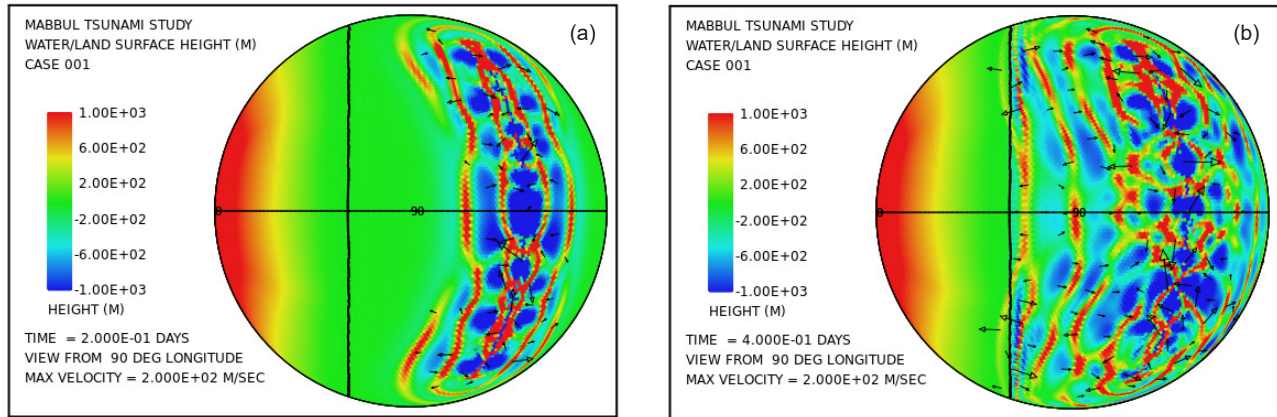 MABBUL TSUNAMI STUDY
WATER/LAND SURFACE HEIGHT (M)
CASE 001
(a)
1.00E+03
6.00E+02
2.00E+02
-2.00E+02
-6.00E+02
-1.00E+03
HEIGHT (M)
0
90
TIME = 2.000E-01 DAYS
VIEW FROM 90 DEG LONGITUDE
MAX VELOCITY = 2.000E+02 M/SEC
MABBUL TSUNAMI STUDY
WATER/LAND SURFACE HEIGHT (M)
CASE 001
(b)
1.00E+03
6.00E+02
2.00E+02
-2.00E+02
-6.00E+02
-1.00E+03
HEIGHT (M)
0
90
TIME = 4.000E-01 DAYS
VIEW FROM 90 DEG LONGITUDE
MAX VELOCITY = 2.000E+02 M/SEC